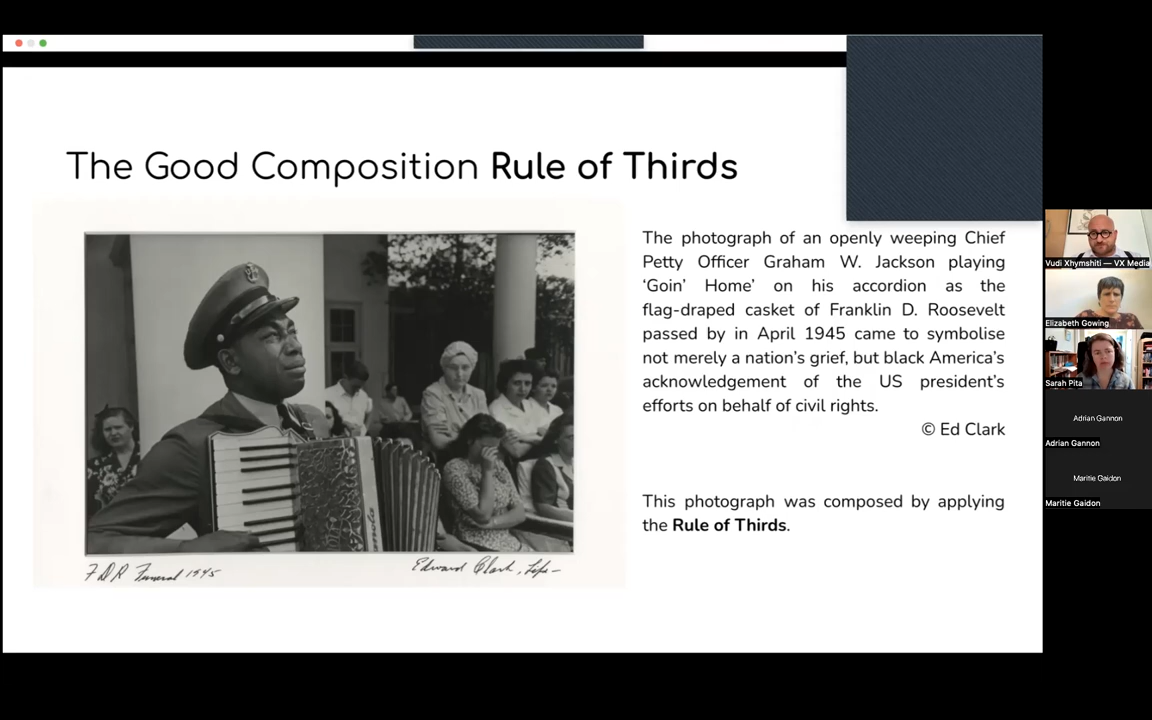 The Good Composition Rule of Thirds
The photograph of an openly weeping Chief
Petty Officer Graham W. Jackson playing
‘Goin’ Home’ on his accordion as the
flag-draped casket of Franklin D. Roosevelt
passed by in April 1945 came to symbolise
not merely a nation’s grief, but black America’s
acknowledgement of the US president’s
efforts on behalf of civil rights.
© Ed Clark
This photograph was composed by applying
the Rule of Thirds.
FDR Funeral 1945
Edward Clark, Life–
Vudi Xhymshiti — VX Media
Elizabeth Gowing
Sarah Pita
Adrian Gannon
Adrian Gannon
Maritie Gaidon
Maritie Gaidon